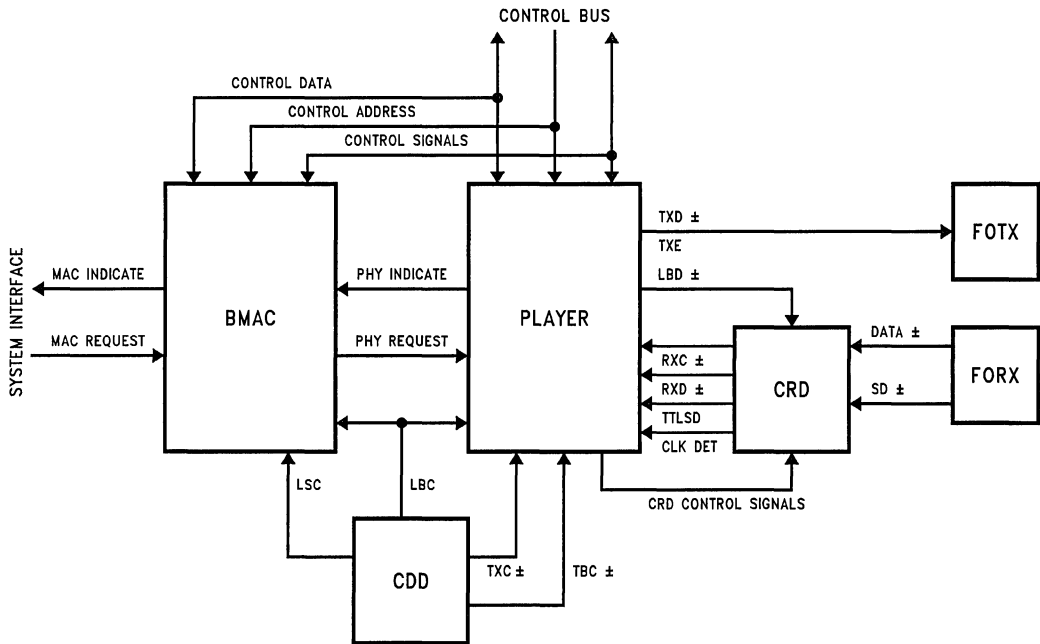 CONTROL BUS
CONTROL DATA
CONTROL ADDRESS
CONTROL SIGNALS
SYSTEM INTERFACE
MAC INDICATE
MAC REQUEST
BMAC
PHY INDICATE
PHY REQUEST
PLAYER
TXD ±
TXE
FOTX
LBD ±
RXC ±
RXD ±
TTLSD
CLK DET
CRD
DATA ±
SD ±
FORX
CRD CONTROL SIGNALS
LSC
LBC
CDD
TXC ±
TBC ±